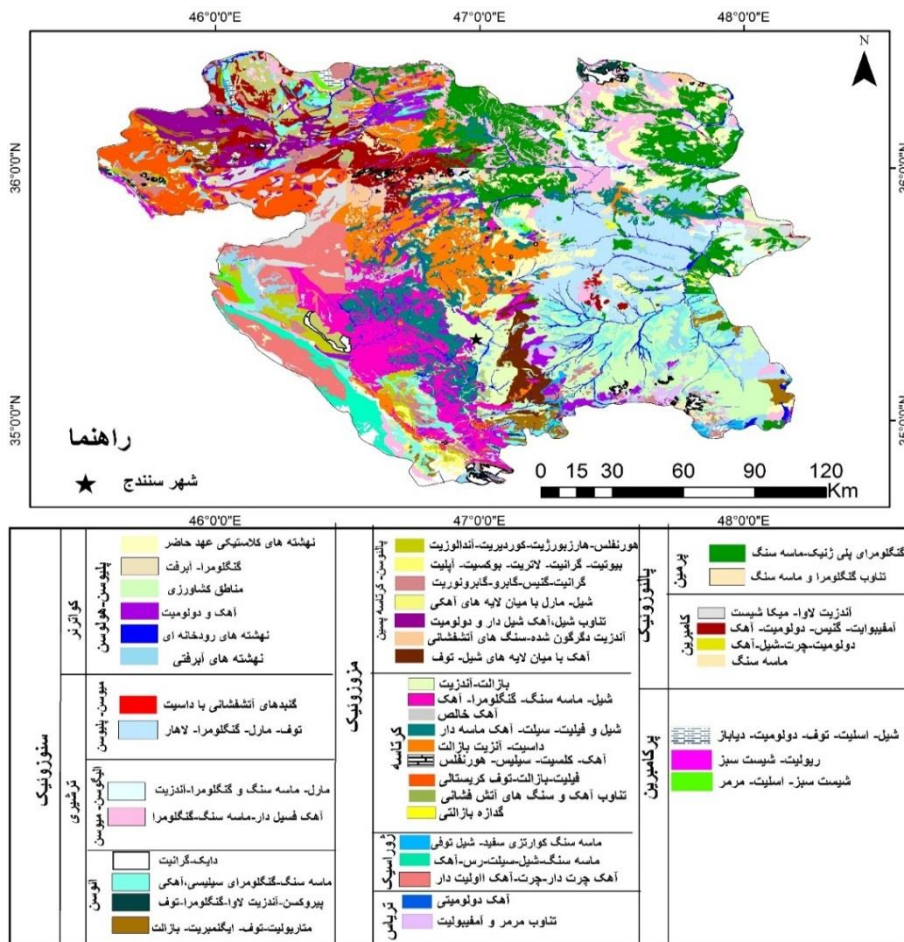 46°0'0"E 47°0'0"E 48°0'0"E
N
36°0'0"N
35°0'0"N
36°0'0"N
35°0'0"N
راهنما
شهر سنندج
0 15 30 60 90 120
Km
46°0'0"E 47°0'0"E 48°0'0"E
سنوزوئیک
کواترنر
پلیوسن-هولوسن
نهشته های کلاستیکی عهد حاضر
کنگلومرا- آبرفت
مناطق کشاورزی
آهک و دولومیت
نهشته های رودخانه ای
نهشته های آبرفتی
ترشیری
میوسن-پلیوسن
گنبدهای آتشفشانی با داسیت
توف- مارل- کنگلومرا- لاهار
الیگوسن- میوسن
مارل- ماسه سنگ و کنگلومرا-آندزیت
آهک فسیل دار-ماسه سنگ-کنگلومرا
ائوسن
دایک-گرانیت
ماسه سنگ-کنگلومرای سیلیسی،آهکی
پیروکسن-آندزیت لاوا-کنگلومرا-توف
متاریولیت-توف- ایگنمبریت- بازالت
مزوزوئیک
پالئوسن- کرتاسه پسین
هورنفلس-هارزبورژیت-کوردیریت-آندالوزیت
بیوتیت- گرانیت- لاتریت- بوکسیت- آپلیت
گرانیت-گنیس-گابرو-گابرونوریت
شیل- مارل با میان لایه های آهکی
تناوب شیل،آهک شیل دار و دولومیت
آندزیت دگرگون شده-سنگ های آتشفشانی
آهک با میان لایه های شیل- توف
کرتاسه
بازالت-آندزیت
شیل- ماسه سنگ- کنگلومرا- آهک
آهک خالص
شیل و فیلیت- سیلت- آهک ماسه دار
داسیت- آنزیت بازالت
آهک- کلسیت- سیلیس- هورنفلس
فیلیت-بازالت-توف کریستالی
تناوب آهک و سنگ های آتش فشانی
گدازه بازالتی
ژوراسیک
ماسه سنگ کوارتزی سفید- شیل توفی
ماسه سنگ-شیل-سیلت-رس-آهک
آهک چرت دار-چرت-آهک االیت دار
تریاس
آهک دولومیتی
تناوب مرمر و آمفیبولیت
پالئوزوئیک
پرمین
کنگلومرای پلی ژنیک-ماسه سنگ
تناوب کنگلومرا و ماسه سنگ
کامبرین
آندزیت لاوا- میکا شیست
آمفیبوایت- گنیس- دولومیت- آهک
دولومیت-چرت-شیل-آهک
ماسه سنگ
پرکامبرین
شیل- اسلیت- توف- دولومیت- دیاباز
ریولیت- شیست سبز
شیست سبز- اسلیت- مرمر